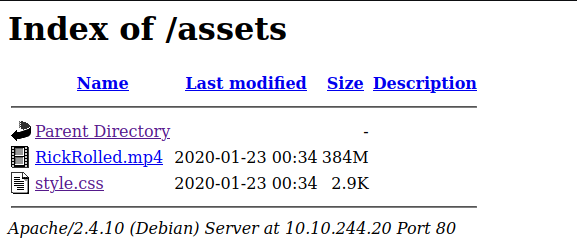 Index of /assets
Name Last modified Size Description
Parent Directory -
RickRolled.mp4 2020-01-23 00:34 384M
style.css 2020-01-23 00:34 2.9K
Apache/2.4.10 (Debian) Server at 10.10.244.20 Port 80